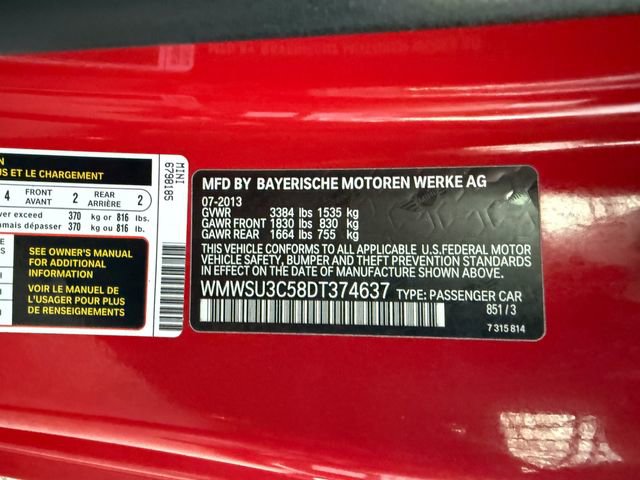 N
US ET LE CHARGEMENT
4 FRONT AVANT 2 REAR ARRIÈRE 2
ver exceed 370 kg or 816 lbs.
amais dépasser 370 kg ou 816 lb.
SEE OWNER'S MANUAL
FOR ADDITIONAL
INFORMATION
VOIR LE MANUEL DE
L'USAGER POUR PLUS
DE RENSEIGNEMENTS
MINI
6798185
MFD BY BAYERISCHE MOTOREN WERKE AG
07-2013
GVWR 3384 lbs 1535 kg
GAWR FRONT 1830 lbs 830 kg
GAWR REAR 1664 lbs 755 kg
THIS VEHICLE CONFORMS TO ALL APPLICABLE U.S.FEDERAL MOTOR
VEHICLE SAFETY, BUMPER AND THEFT PREVENTION STANDARDS
IN EFFECT ON THE DATE OF MANUFACTURE SHOWN ABOVE.
WMWSU3C58DT374637 TYPE: PASSENGER CAR
851/3
7 315 814